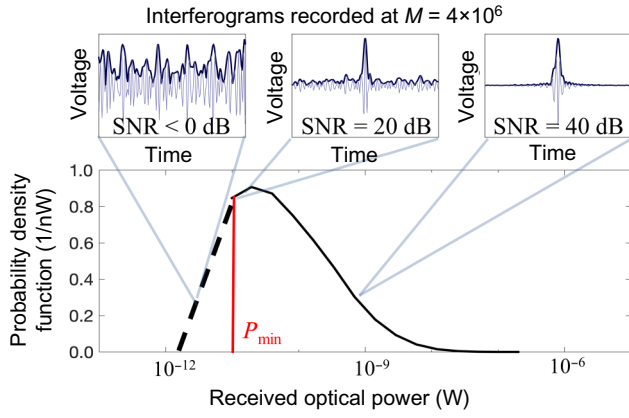 Interferograms recorded at M = 4×10⁶
Voltage
SNR < 0 dB
Time
Voltage
SNR = 20 dB
Time
Voltage
SNR = 40 dB
Time
Probability density
function (1/nW)
1.0
0.8
0.6
0.4
0.2
0.0
P_min
10⁻¹²
10⁻⁹
10⁻⁶
Received optical power (W)